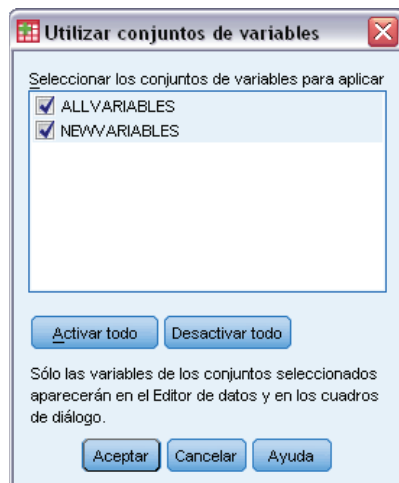 Utilizar conjuntos de variables
Seleccionar los conjuntos de variables para aplicar
ALLVARIABLES
NEWVARIABLES
Activar todo Desactivar todo
Sólo las variables de los conjuntos seleccionados
aparecerán en el Editor de datos y en los cuadros
de diálogo.
Aceptar Cancelar Ayuda